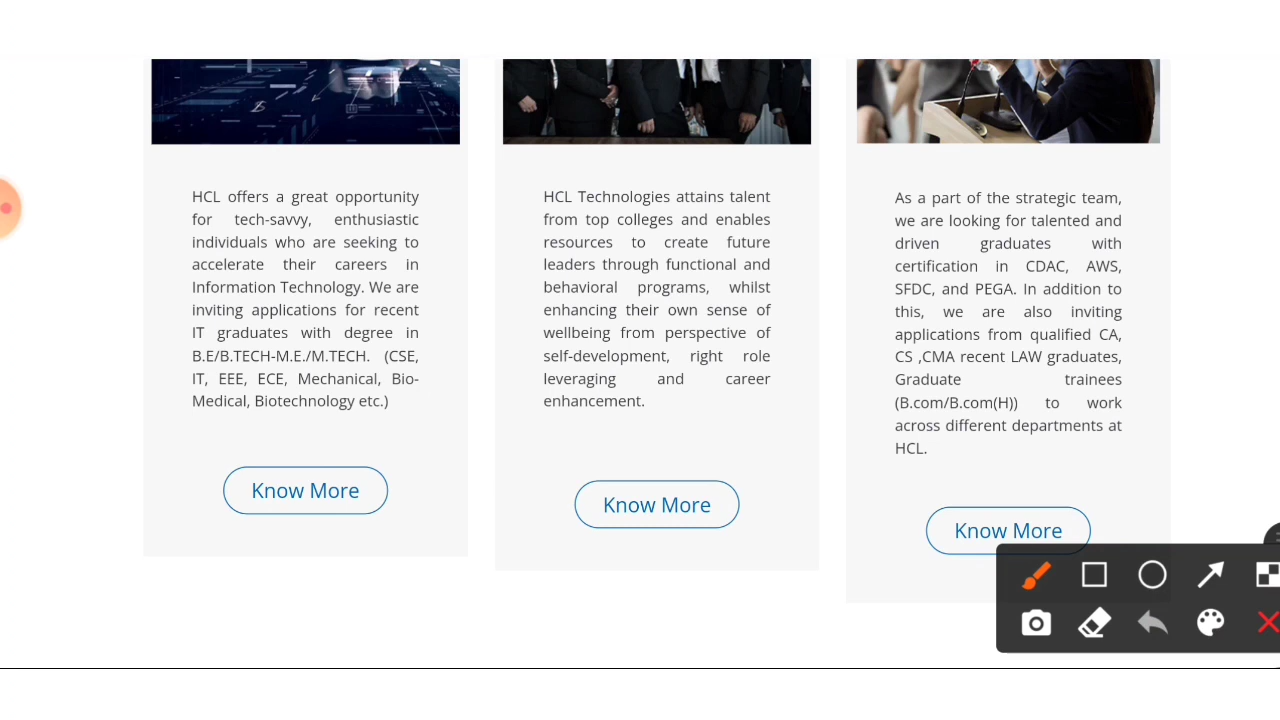 HCL offers a great opportunity
for tech-savvy, enthusiastic
individuals who are seeking to
accelerate their careers in
Information Technology. We are
inviting applications for recent
IT graduates with degree in
B.E/B.TECH-M.E./M.TECH. (CSE,
IT, EEE, ECE, Mechanical, Bio-
Medical, Biotechnology etc.)
Know More
HCL Technologies attains talent
from top colleges and enables
resources to create future
leaders through functional and
behavioral programs, whilst
enhancing their own sense of
wellbeing from perspective of
self-development, right role
leveraging and career
enhancement.
Know More
As a part of the strategic team,
we are looking for talented and
driven graduates with
certification in CDAC, AWS,
SFDC, and PEGA. In addition to
this, we are also inviting
applications from qualified CA,
CS ,CMA recent LAW graduates,
Graduate trainees
(B.com/B.com(H)) to work
across different departments at
HCL.
Know More